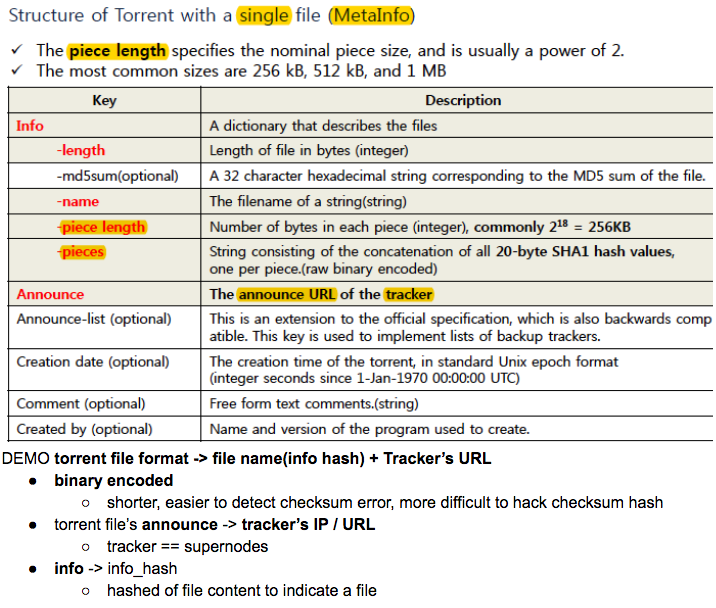 Structure of Torrent with a single file (MetaInfo)
✓ The piece length specifies the nominal piece size, and is usually a power of 2.
✓ The most common sizes are 256 kB, 512 kB, and 1 MB
Key Description
Info A dictionary that describes the files
-length Length of file in bytes (integer)
-md5sum(optional) A 32 character hexadecimal string corresponding to the MD5 sum of the file.
-name The filename of a string(string)
-piece length Number of bytes in each piece (integer), commonly 2¹⁸ = 256KB
-pieces String consisting of the concatenation of all 20-byte SHA1 hash values,
one per piece.(raw binary encoded)
Announce The announce URL of the tracker
Announce-list (optional) This is an extension to the official specification, which is also backwards comp
atible. This key is used to implement lists of backup trackers.
Creation date (optional) The creation time of the torrent, in standard Unix epoch format
(integer seconds since 1-Jan-1970 00:00:00 UTC)
Comment (optional) Free form text comments.(string)
Created by (optional) Name and version of the program used to create.
DEMO torrent file format -> file name(info hash) + Tracker's URL
● binary encoded
○ shorter, easier to detect checksum error, more difficult to hack checksum hash
● torrent file's announce -> tracker's IP / URL
○ tracker == supernodes
● info -> info_hash
○ hashed of file content to indicate a file